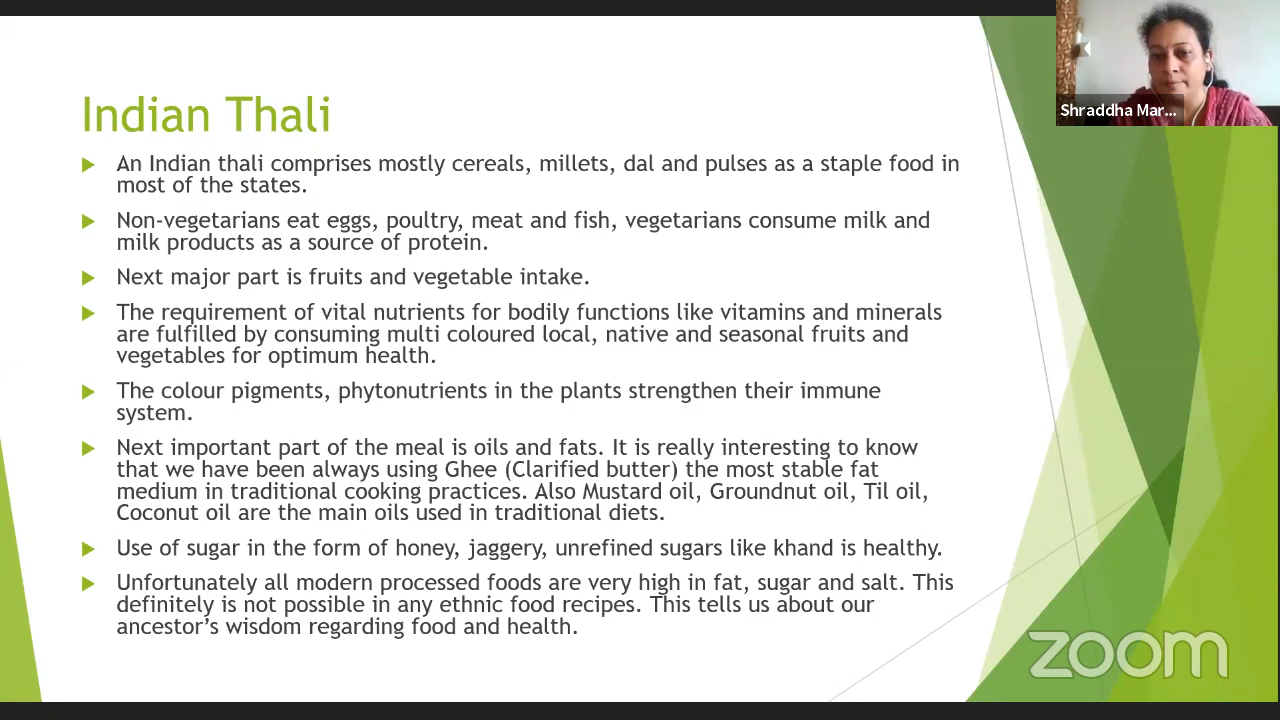 Indian Thali
An Indian thali comprises mostly cereals, millets, dal and pulses as a staple food in
most of the states.
Non-vegetarians eat eggs, poultry, meat and fish, vegetarians consume milk and
milk products as a source of protein.
Next major part is fruits and vegetable intake.
The requirement of vital nutrients for bodily functions like vitamins and minerals
are fulfilled by consuming multi coloured local, native and seasonal fruits and
vegetables for optimum health.
The colour pigments, phytonutrients in the plants strengthen their immune
system.
Next important part of the meal is oils and fats. It is really interesting to know
that we have been always using Ghee (Clarified butter) the most stable fat
medium in traditional cooking practices. Also Mustard oil, Groundnut oil, Til oil,
Coconut oil are the main oils used in traditional diets.
Use of sugar in the form of honey, jaggery, unrefined sugars like khand is healthy.
Unfortunately all modern processed foods are very high in fat, sugar and salt. This
definitely is not possible in any ethnic food recipes. This tells us about our
ancestor's wisdom regarding food and health.
Shraddha Mar...
zoom